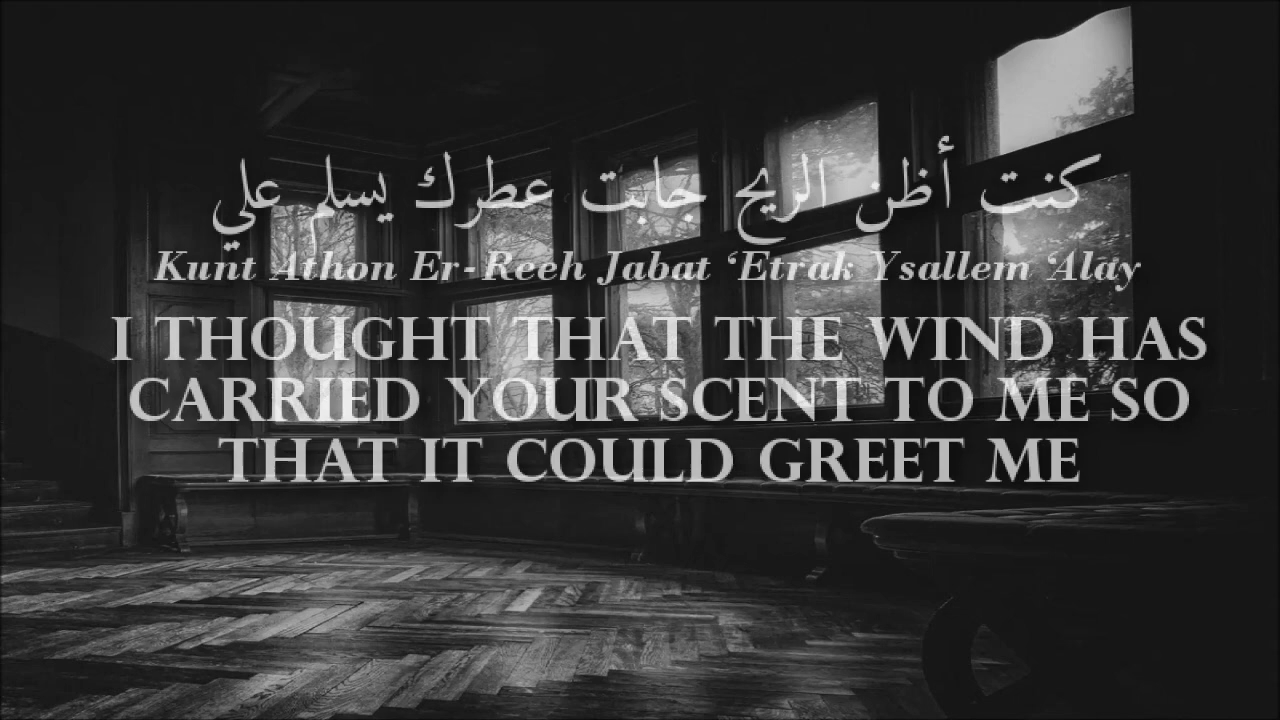 كنت أظن الريح جابت عطرك يسلم علي
Kunt Athon Er-Reeh Jabat ‘Etrak Ysallem ‘Alay
I THOUGHT THAT THE WIND HAS
CARRIED YOUR SCENT TO ME SO
THAT IT COULD GREET ME